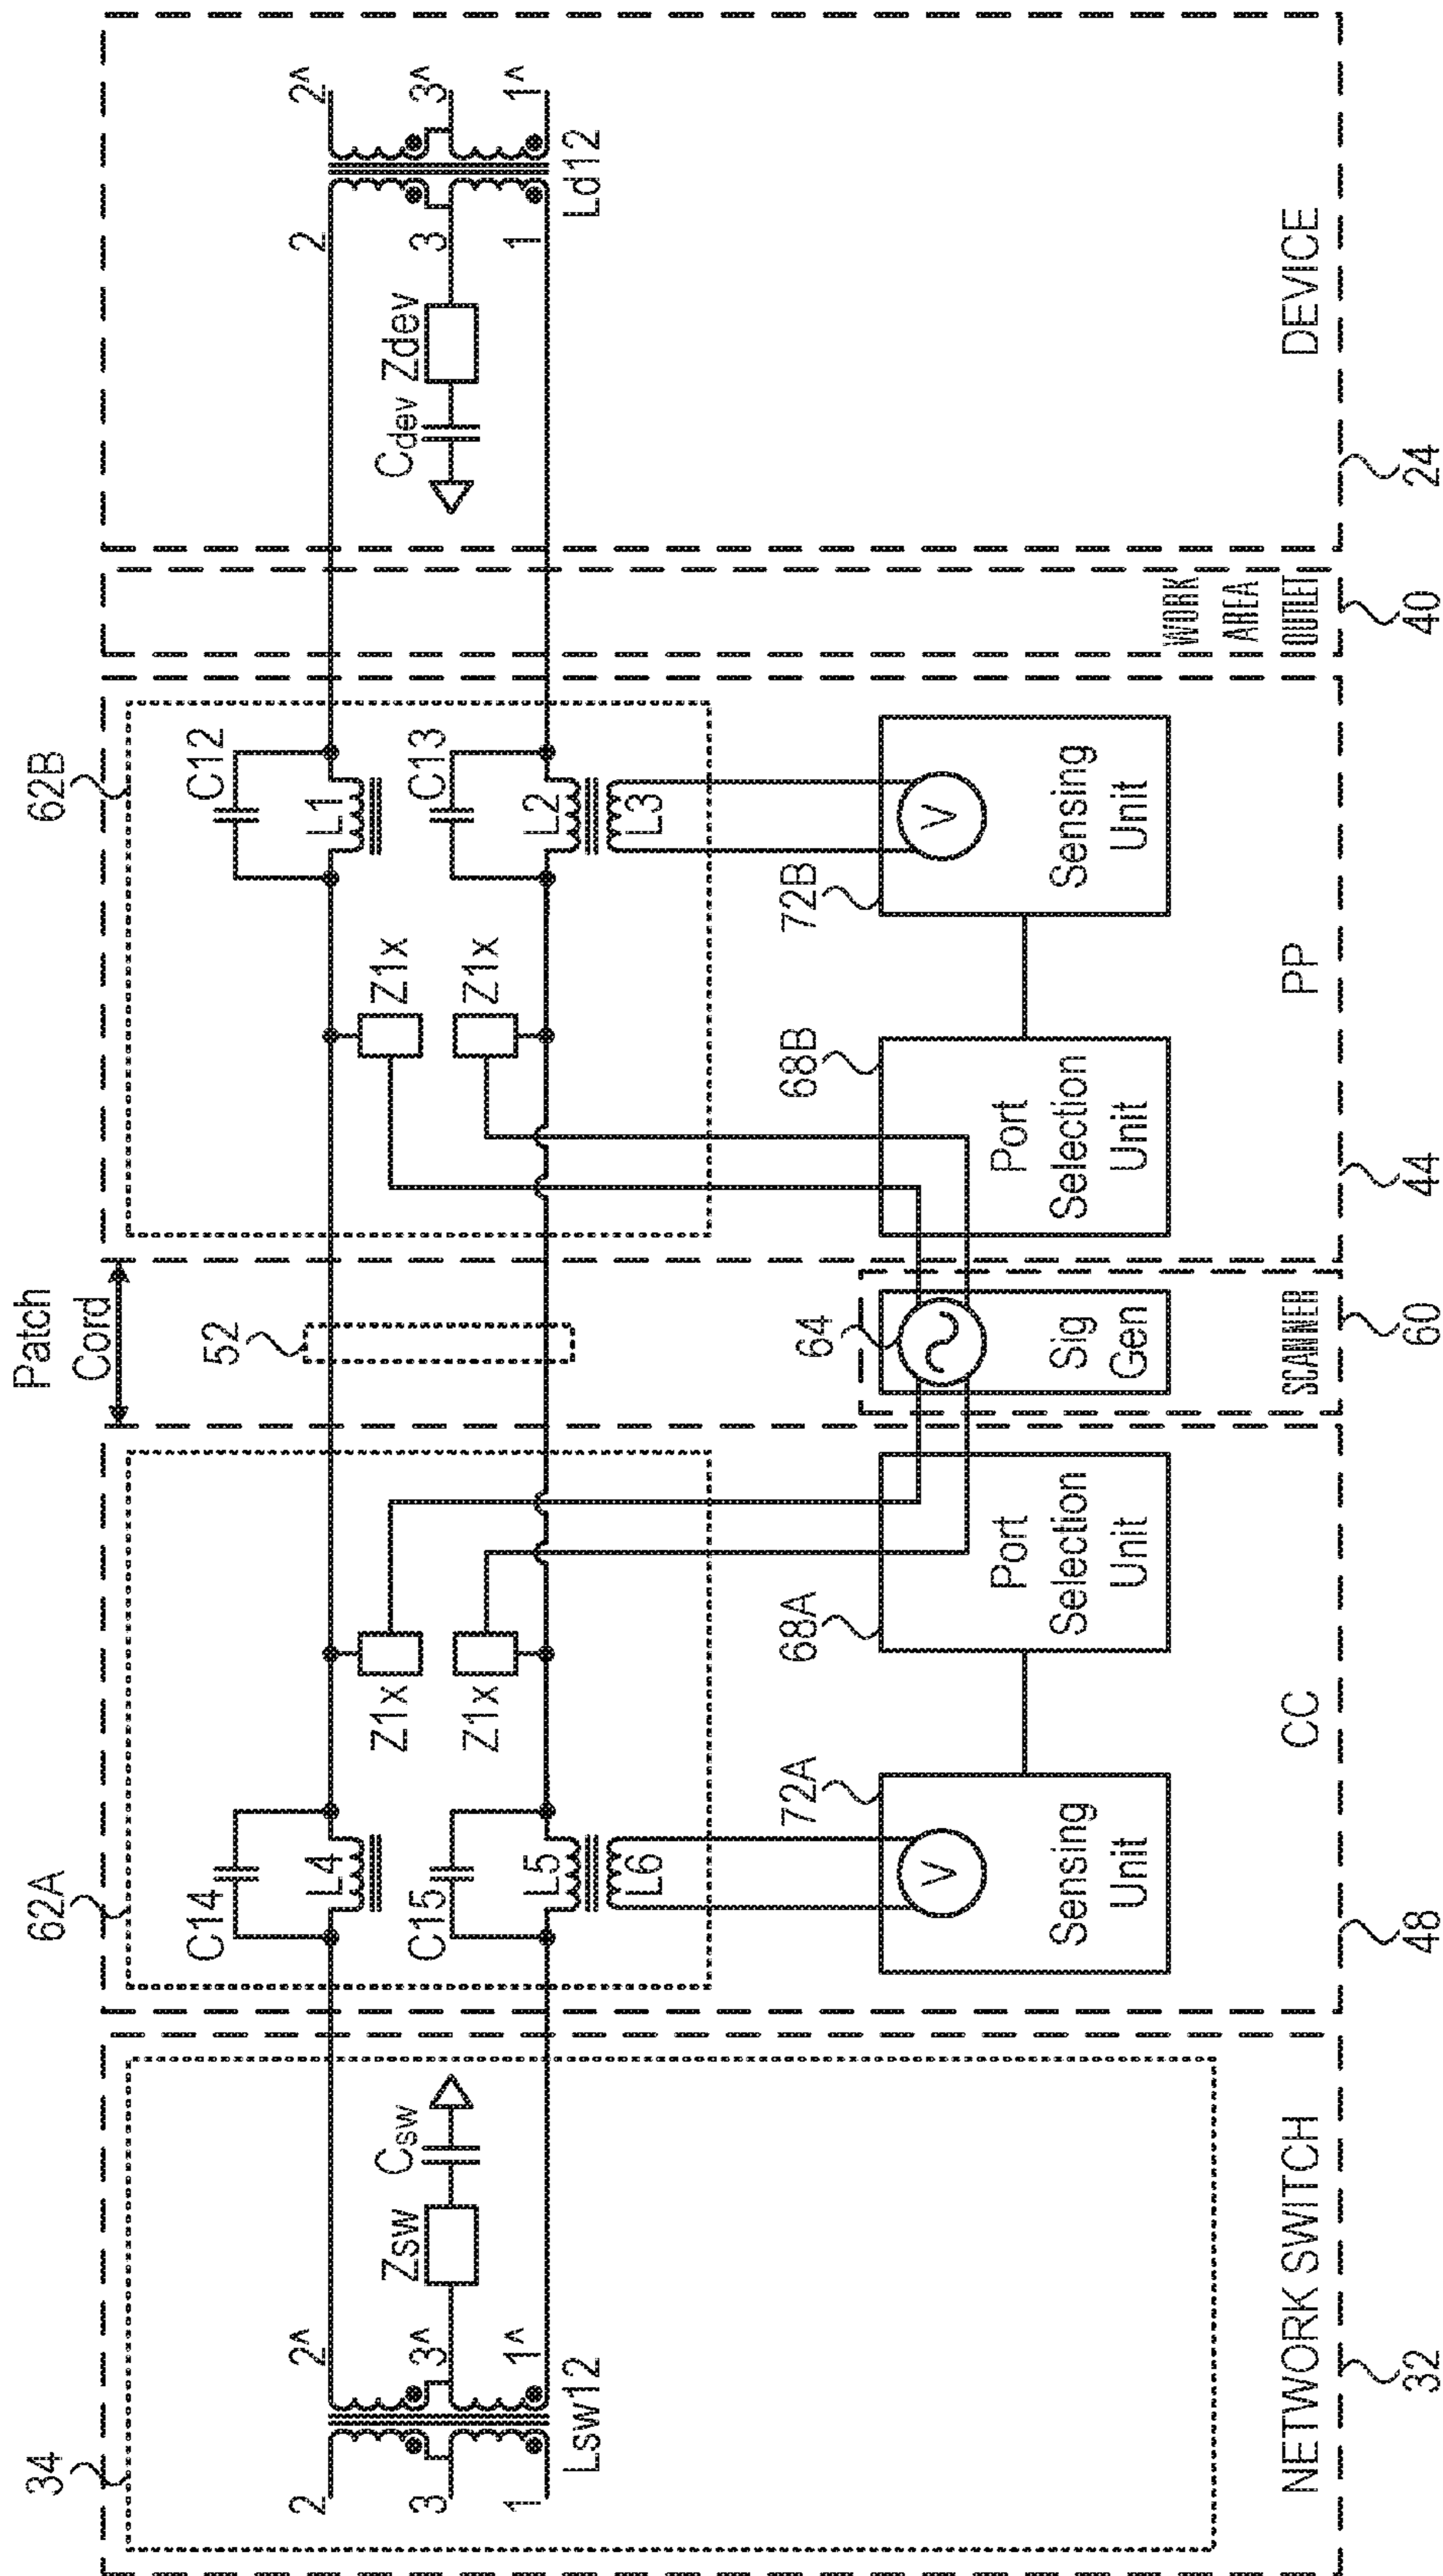 34
62A
Patch
Cord
62B
2
3
1
2^
3^
1^
Lsw12
Zsw
Csw
C14
L4
C15
L5
L6
Z1x
Z1x
52
Z1x
Z1x
C12
L1
C13
L2
L3
Cdev
Zdev
2
3
1
2^
3^
1^
Ld12
72A
V
Sensing
Unit
68A
Port
Selection
Unit
64
Sig
Gen
68B
Port
Selection
Unit
72B
V
Sensing
Unit
NETWORK SWITCH
CC
SCANNER
PP
WORK
AREA
OUTLET
DEVICE
32
48
60
44
40
24